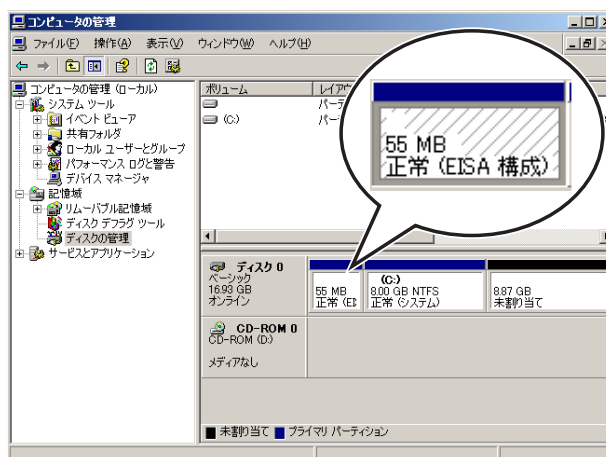 コンピュータの管理
ファイル(F) 操作(A) 表示(V) ウィンドウ(W) ヘルプ(H)
コンピュータの管理 (ローカル)
システム ツール
イベント ビューア
共有フォルダ
ローカル ユーザーとグループ
パフォーマンス ログと警告
デバイス マネージャ
記憶域
リムーバブル記憶域
ディスク デフラグ ツール
ディスクの管理
サービスとアプリケーション
ボリューム
(C:)
55 MB
正常 (EISA 構成)
ディスク 0
ベーシック
16.93 GB
オンライン
55 MB
正常 (EI
(C:)
8.00 GB NTFS
正常 (システム)
8.87 GB
未割り当て
CD-ROM 0
CD-ROM (D:)
メディアなし
未割り当て プライマリ パーティション